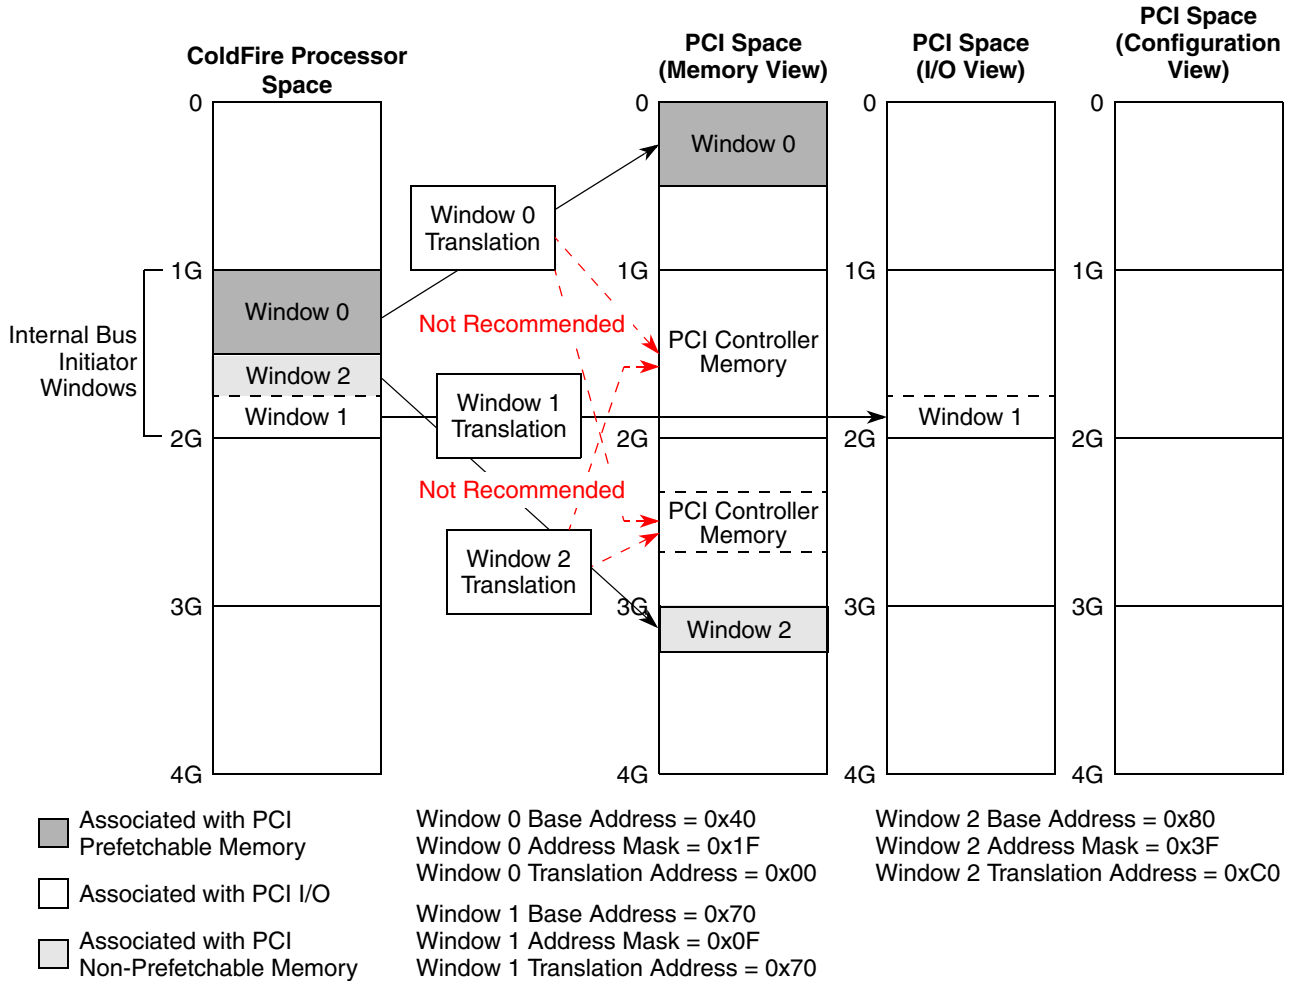 ColdFire Processor
Space
PCI Space
(Memory View)
PCI Space
(I/O View)
PCI Space
(Configuration
View)
0
0
0
0
Window 0
Window 0
Translation
1G
1G
1G
1G
Window 0
Not Recommended
Internal Bus
Initiator
Windows
PCI Controller
Memory
Window 2
Window 1
Window 1
Translation
Window 1
2G
2G
2G
2G
Not Recommended
PCI Controller
Memory
Window 2
Translation
3G
3G
3G
3G
Window 2
4G
4G
4G
4G
Associated with PCI
Prefetchable Memory
Associated with PCI I/O
Associated with PCI
Non-Prefetchable Memory
Window 0 Base Address = 0x40
Window 0 Address Mask = 0x1F
Window 0 Translation Address = 0x00
Window 1 Base Address = 0x70
Window 1 Address Mask = 0x0F
Window 1 Translation Address = 0x70
Window 2 Base Address = 0x80
Window 2 Address Mask = 0x3F
Window 2 Translation Address = 0xC0